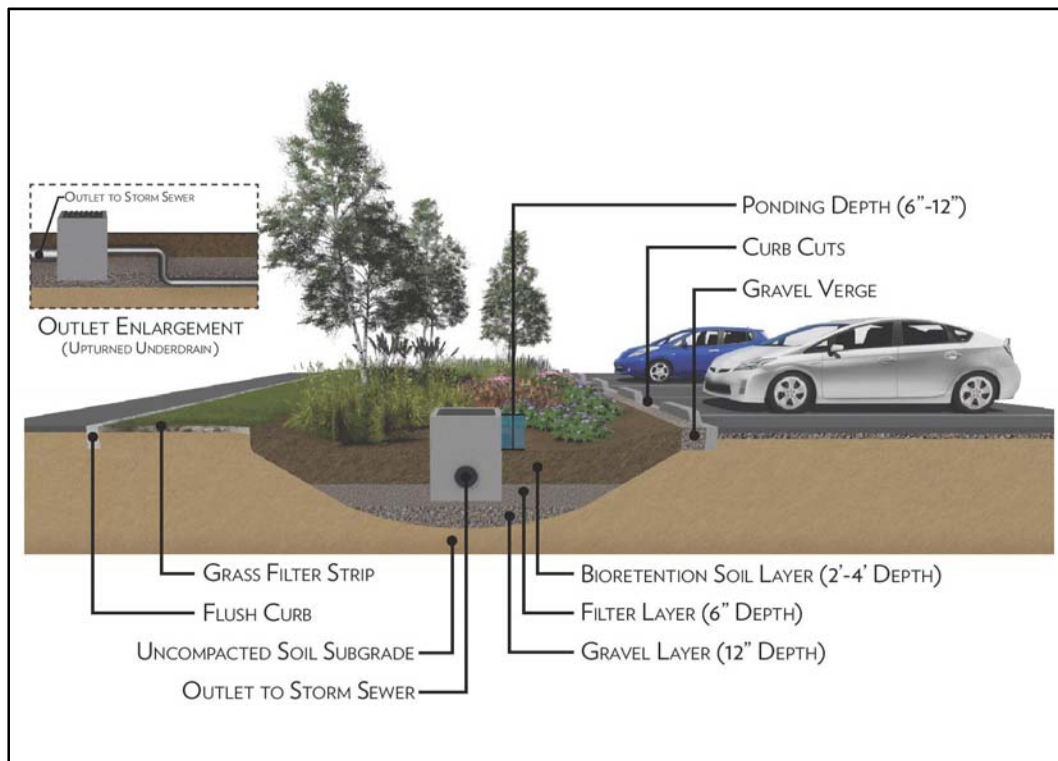 Outlet to Storm Sewer
Outlet Enlargement
(Upturned Underdrain)
Ponding Depth (6"-12")
Curb Cuts
Gravel Verge
Grass Filter Strip
Flush Curb
Uncompacted Soil Subgrade
Outlet to Storm Sewer
Bioretention Soil Layer (2'-4' Depth)
Filter Layer (6" Depth)
Gravel Layer (12" Depth)